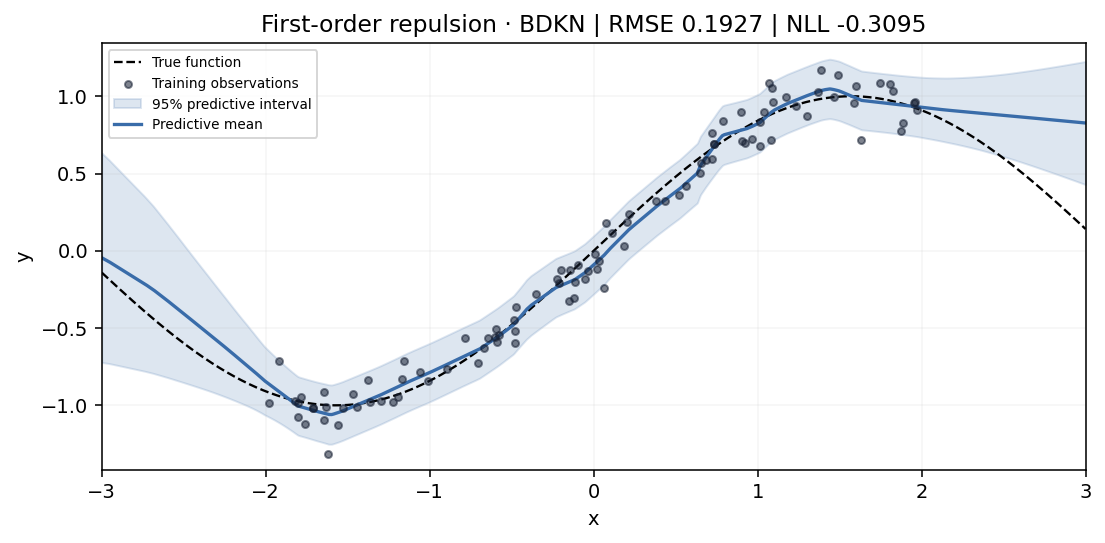 First-order repulsion · BDKN | RMSE 0.1927 | NLL -0.3095
True function
Training observations
95% predictive interval
Predictive mean
1.0
0.5
0.0
−0.5
−1.0
y
−3
−2
−1
0
1
2
3
x